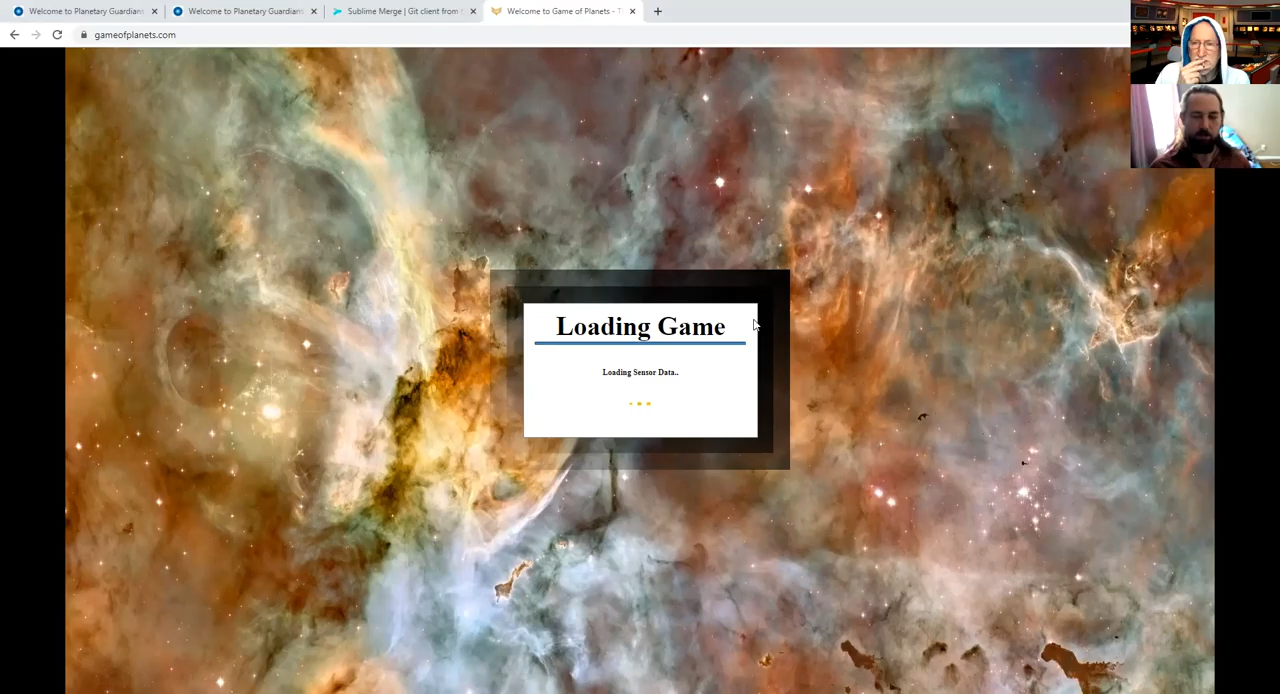 Welcome to Planetary Guardians
Welcome to Planetary Guardians
Sublime Merge | Git client from
Welcome to Game of Planets - T
gameofplanets.com
Loading Game
Loading Sensor Data..